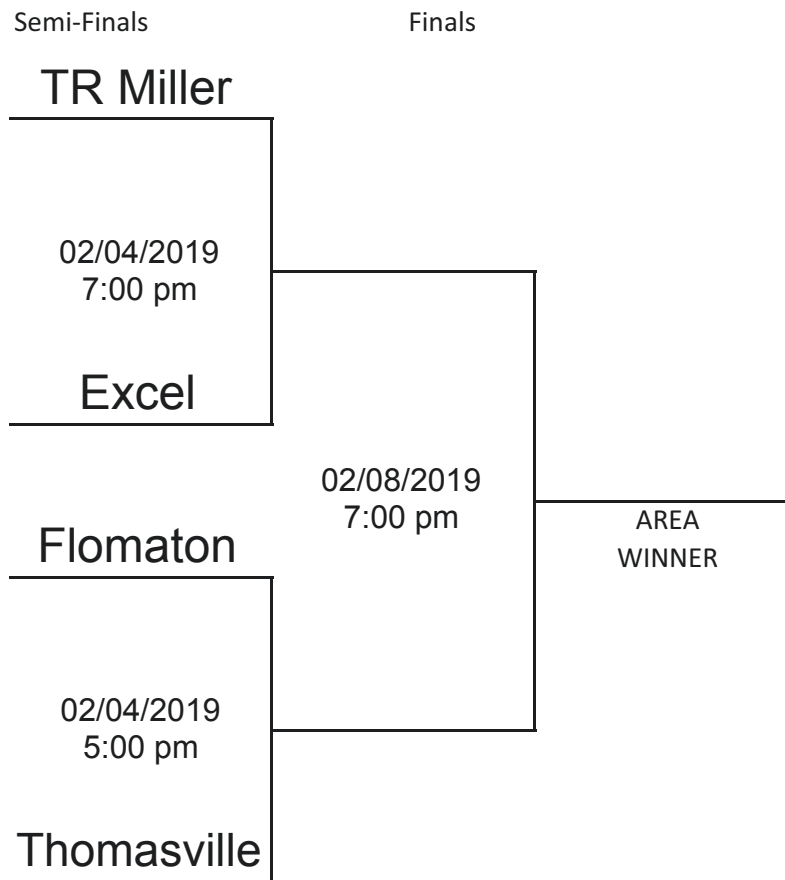 Semi-Finals
Finals
TR Miller
02/04/2019
7:00 pm
Excel
02/08/2019
7:00 pm
AREA
WINNER
Flomaton
02/04/2019
5:00 pm
Thomasville